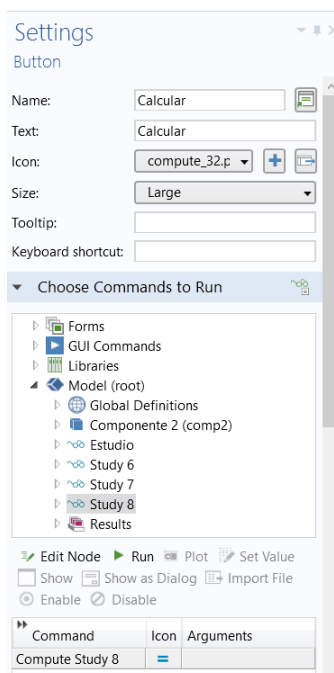 Settings
Button
Name: Calcular
Text: Calcular
Icon: compute_32.p
Size: Large
Tooltip:
Keyboard shortcut:
Choose Commands to Run
Forms
GUI Commands
Libraries
Model (root)
Global Definitions
Componente 2 (comp2)
Estudio
Study 6
Study 7
Study 8
Results
Edit Node Run Plot Set Value
Show Show as Dialog Import File
Enable Disable
Command Icon Arguments
Compute Study 8 =